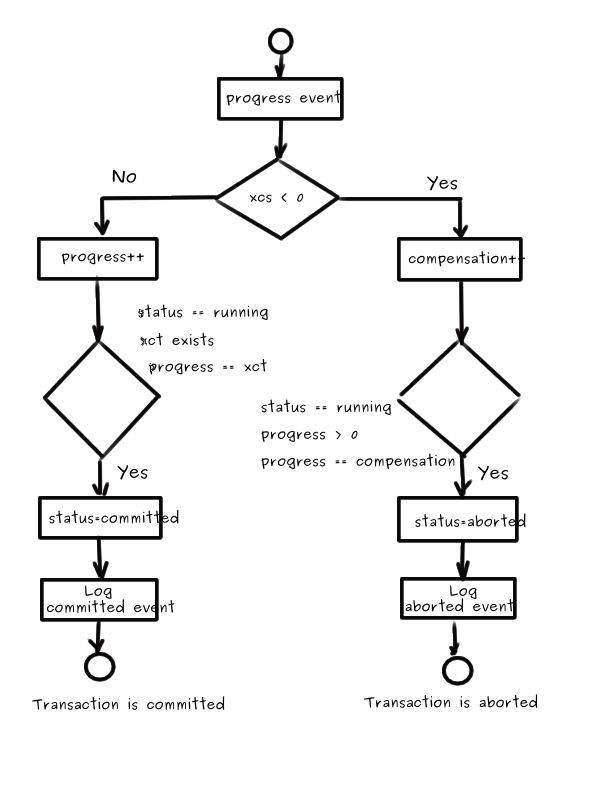 progress event
No
Yes
xcs < 0
progress++
compensation++
status == running
xct exists
progress == xct
status == running
progress > 0
progress == compensation
Yes
Yes
status=committed
status=aborted
Log
committed event
Log
aborted event
Transaction is committed
Transaction is aborted